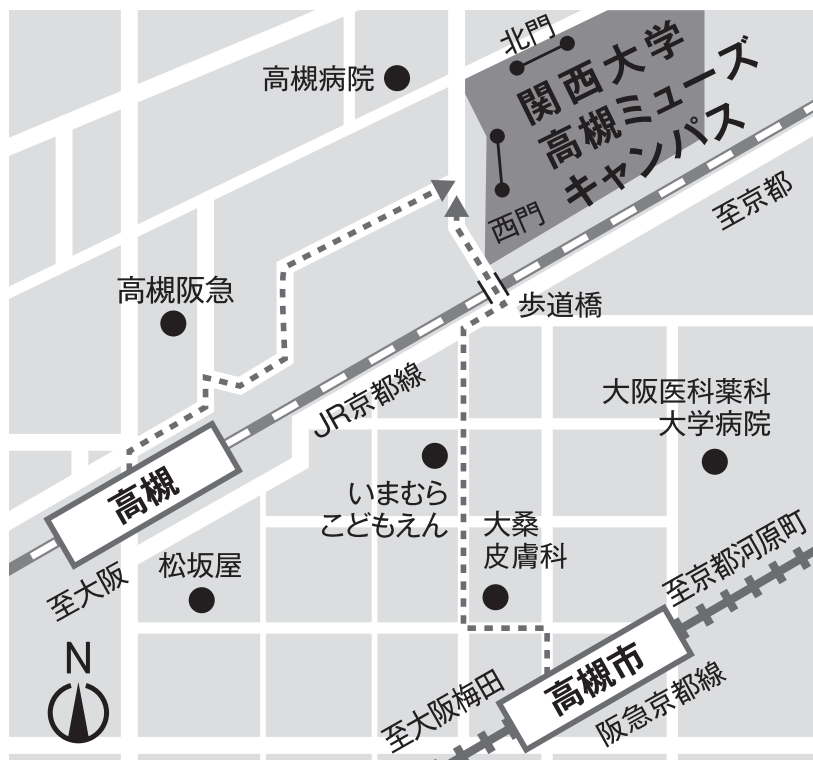 北門
高槻病院
関西大学
高槻ミューズ
キャンパス
西門
至京都
高槻阪急
歩道橋
JR京都線
大阪医科薬科
大学病院
高槻
いまむら
こどもえん
大桑
皮膚科
松坂屋
至大阪
至京都河原町
N
高槻市
至大阪梅田
阪急京都線